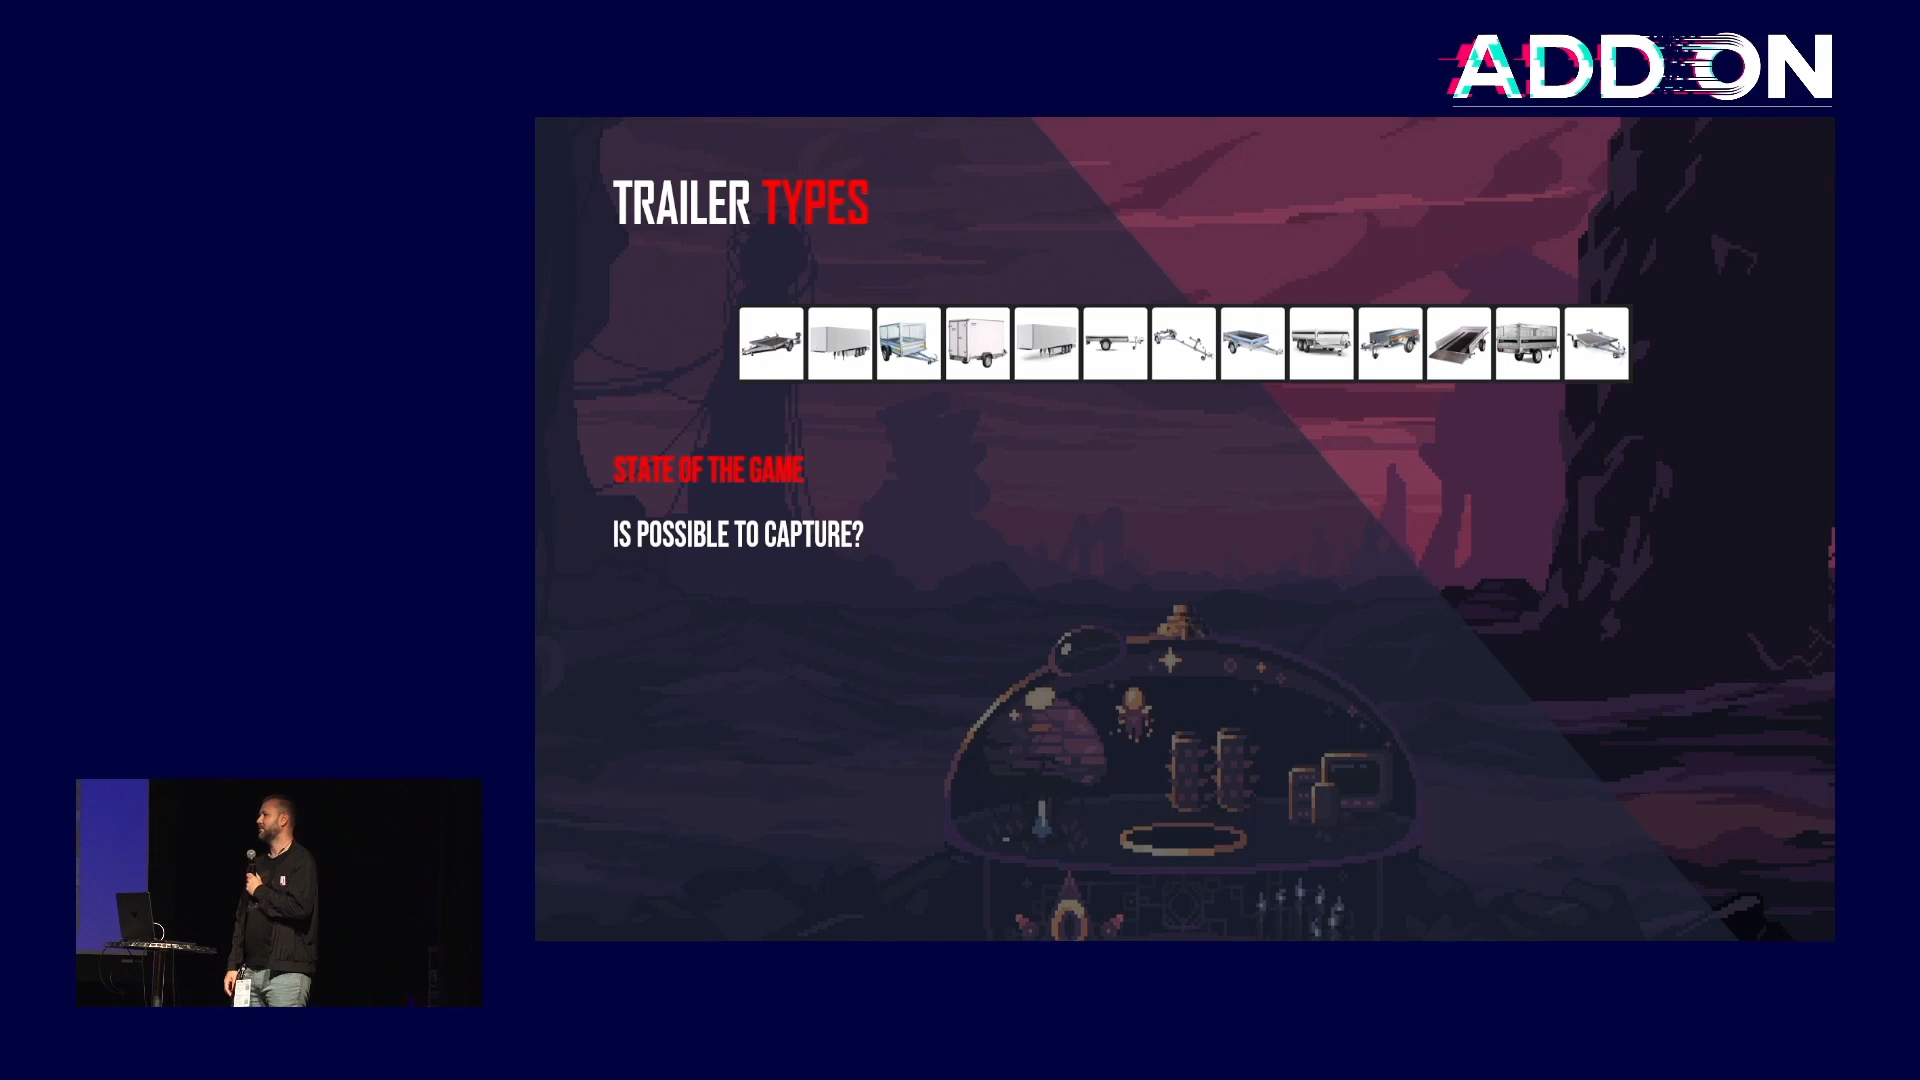 ADDON
TRAILER TYPES
STATE OF THE GAME
IS POSSIBLE TO CAPTURE?